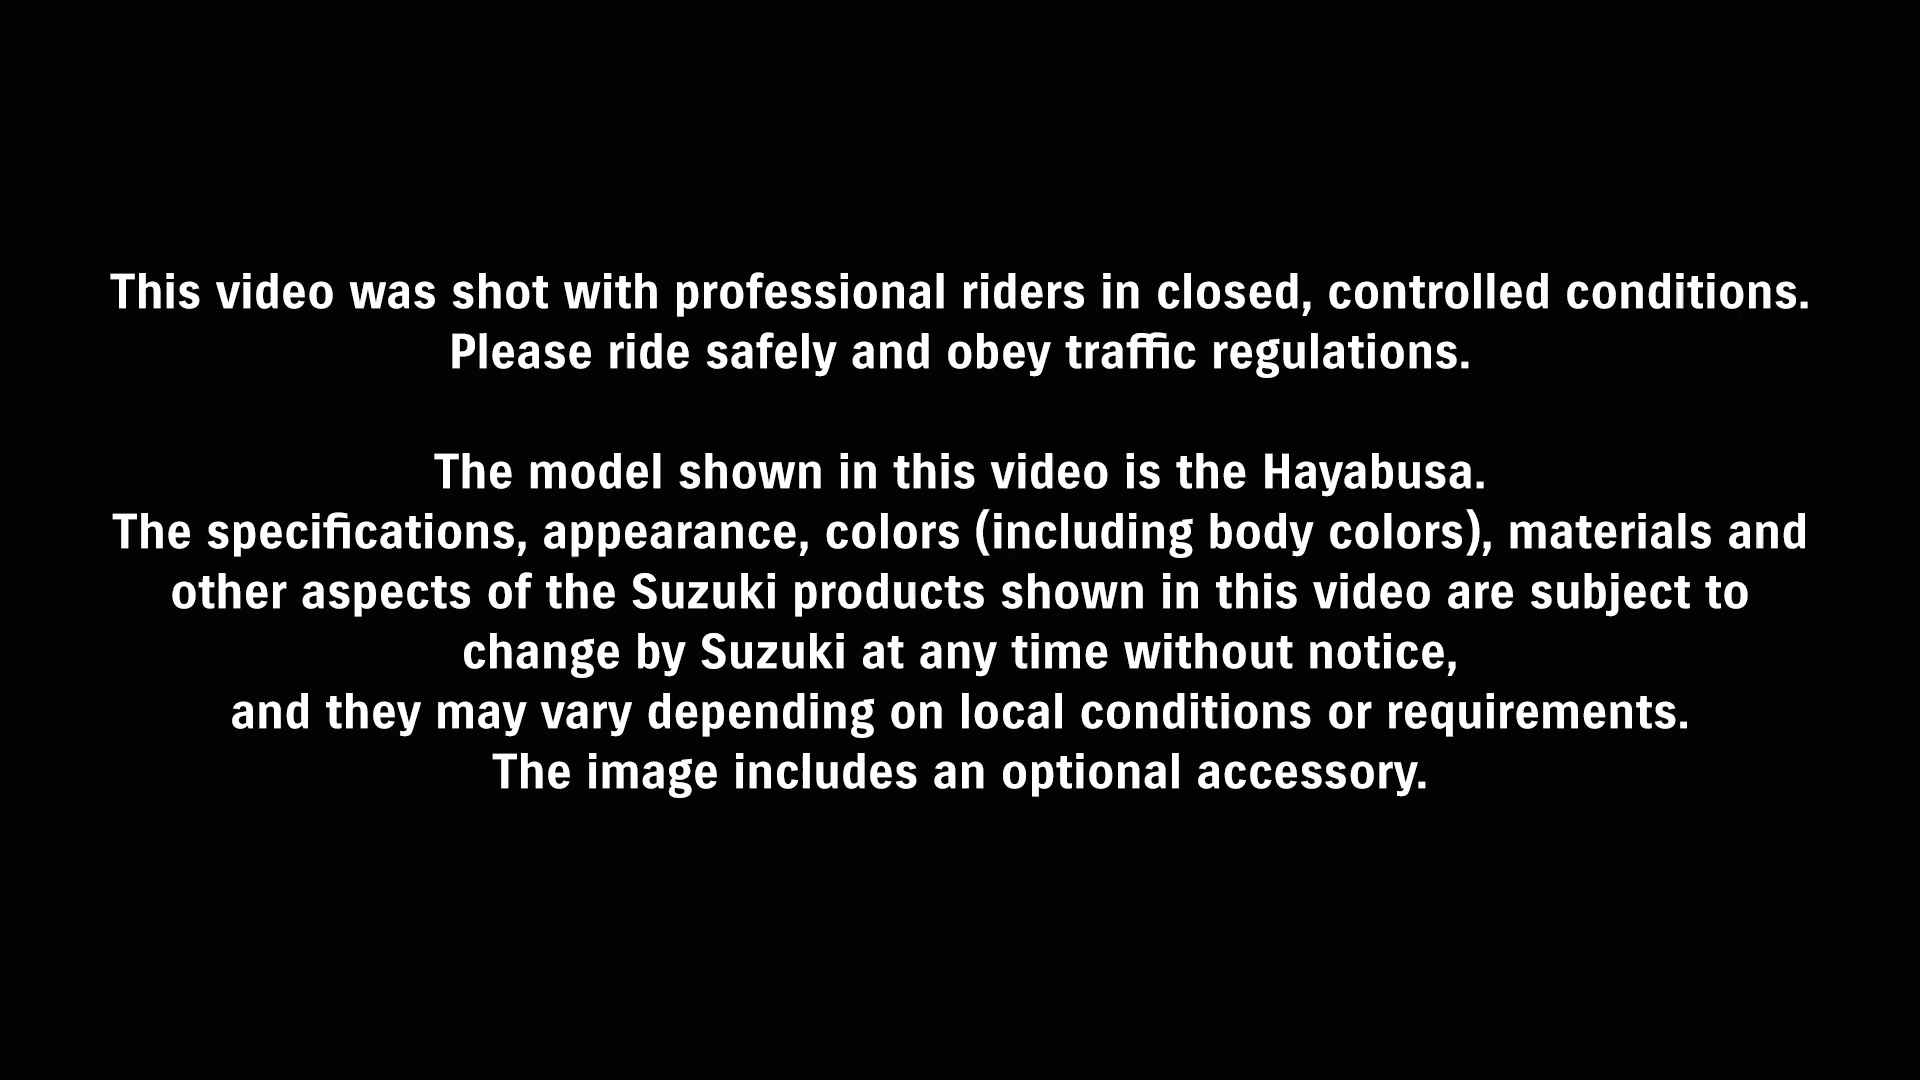 This video was shot with professional riders in closed, controlled conditions.
Please ride safely and obey traffic regulations.
The model shown in this video is the Hayabusa.
The specifications, appearance, colors (including body colors), materials and
other aspects of the Suzuki products shown in this video are subject to
change by Suzuki at any time without notice,
and they may vary depending on local conditions or requirements.
The image includes an optional accessory.